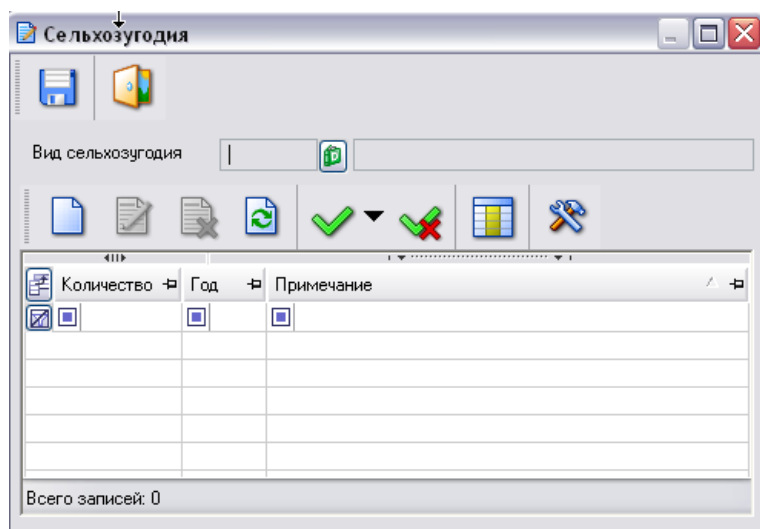 Сельхозугодия
Вид сельхозугодия
Количество Год Примечание
Всего записей: 0